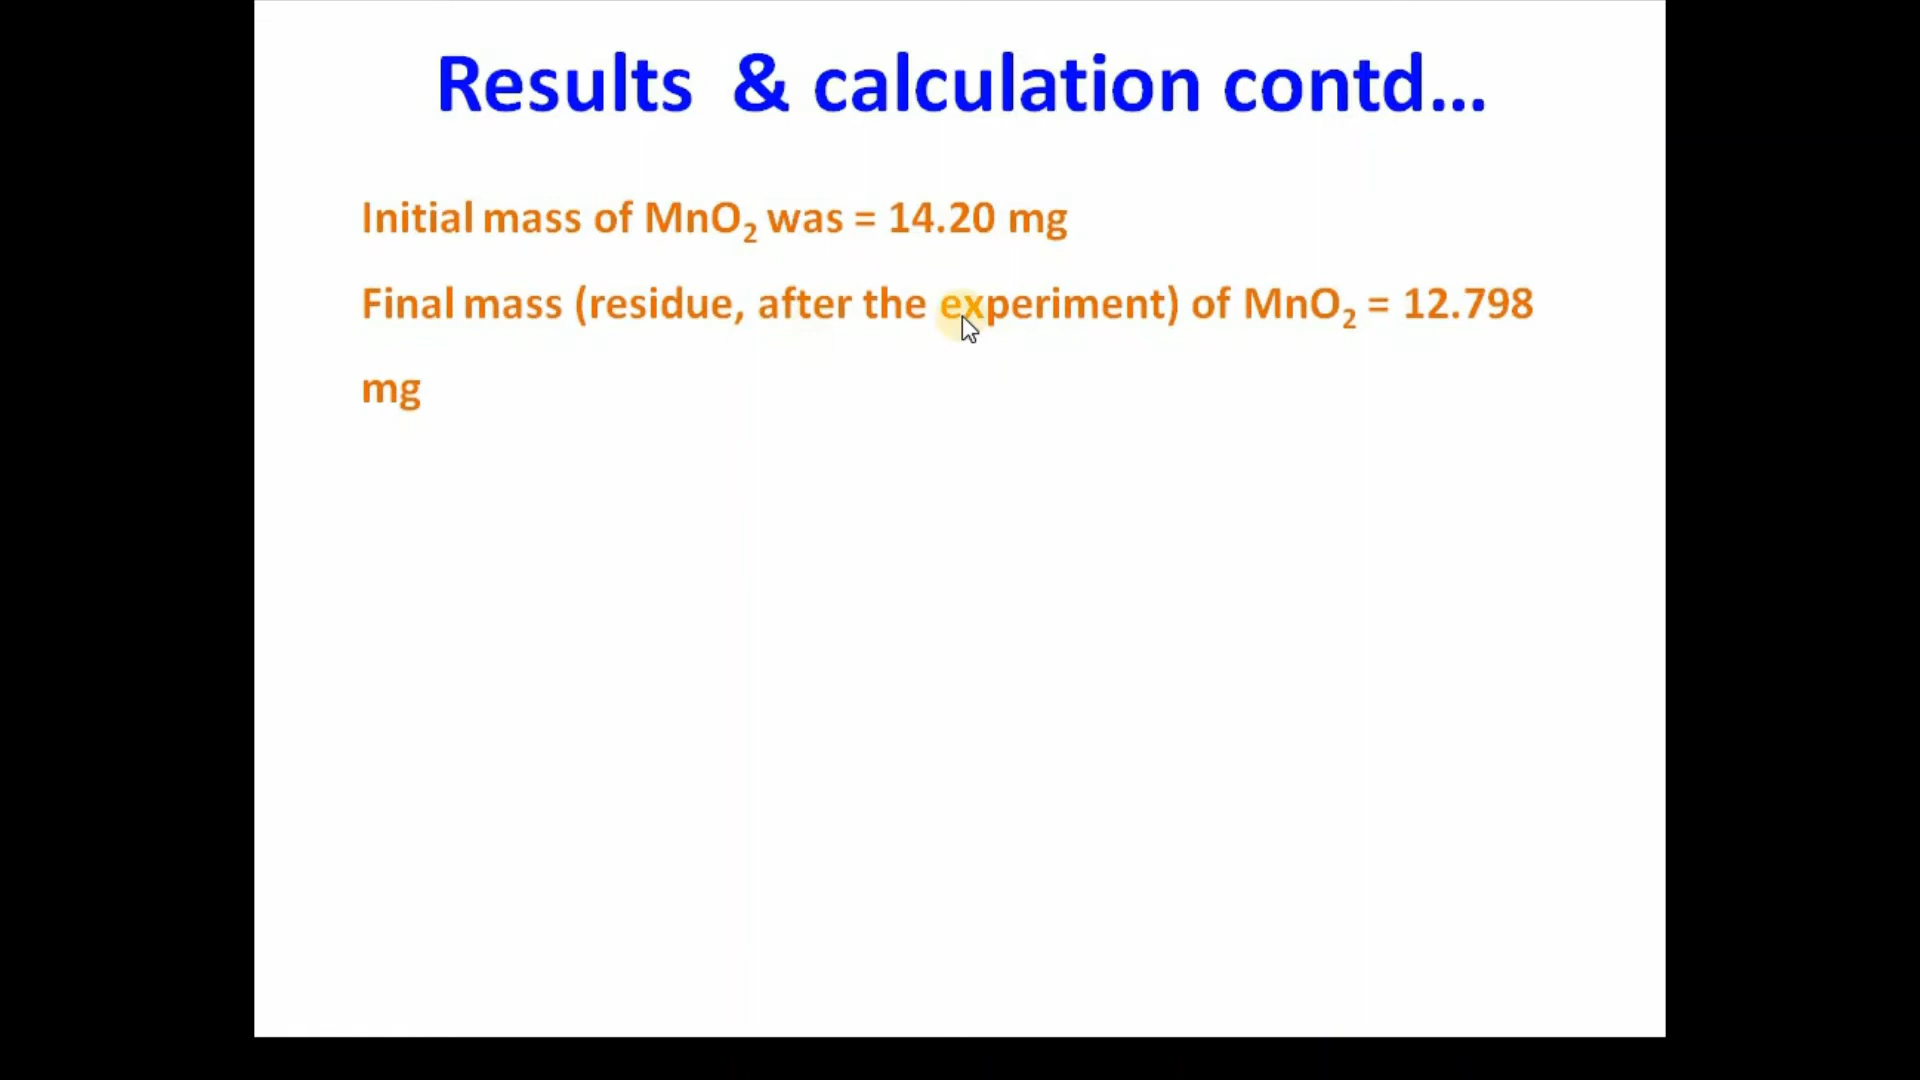 Results & calculation contd...
Initial mass of MnO₂ was = 14.20 mg
Final mass (residue, after the experiment) of MnO₂ = 12.798
mg